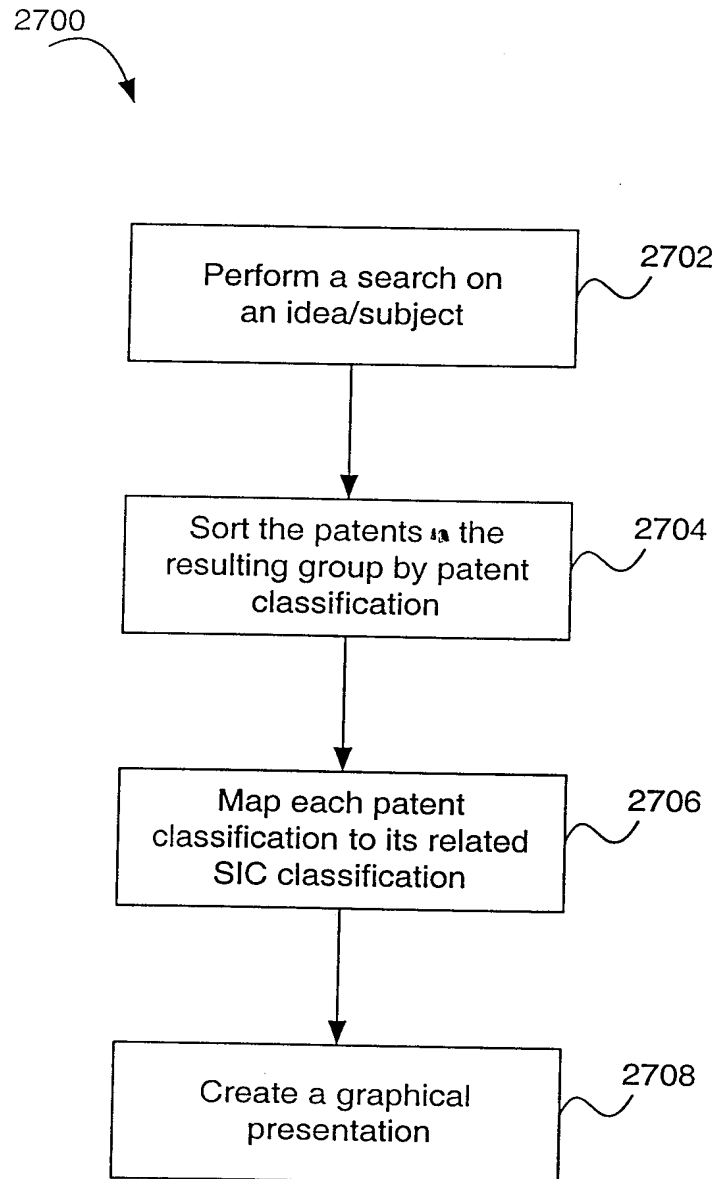 2700
Perform a search on
an idea/subject
2702
Sort the patents in the
resulting group by patent
classification
2704
Map each patent
classification to its related
SIC classification
2706
Create a graphical
presentation
2708